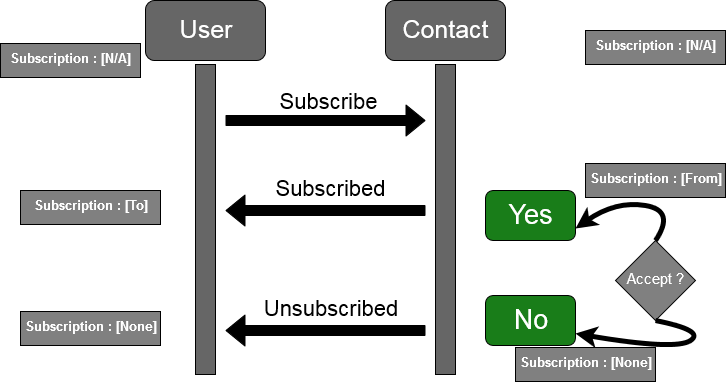 User
Contact
Subscription : [N/A]
Subscription : [N/A]
Subscribe
Subscribed
Subscription : [From]
Subscription : [To]
Yes
Accept ?
Unsubscribed
Subscription : [None]
No
Subscription : [None]